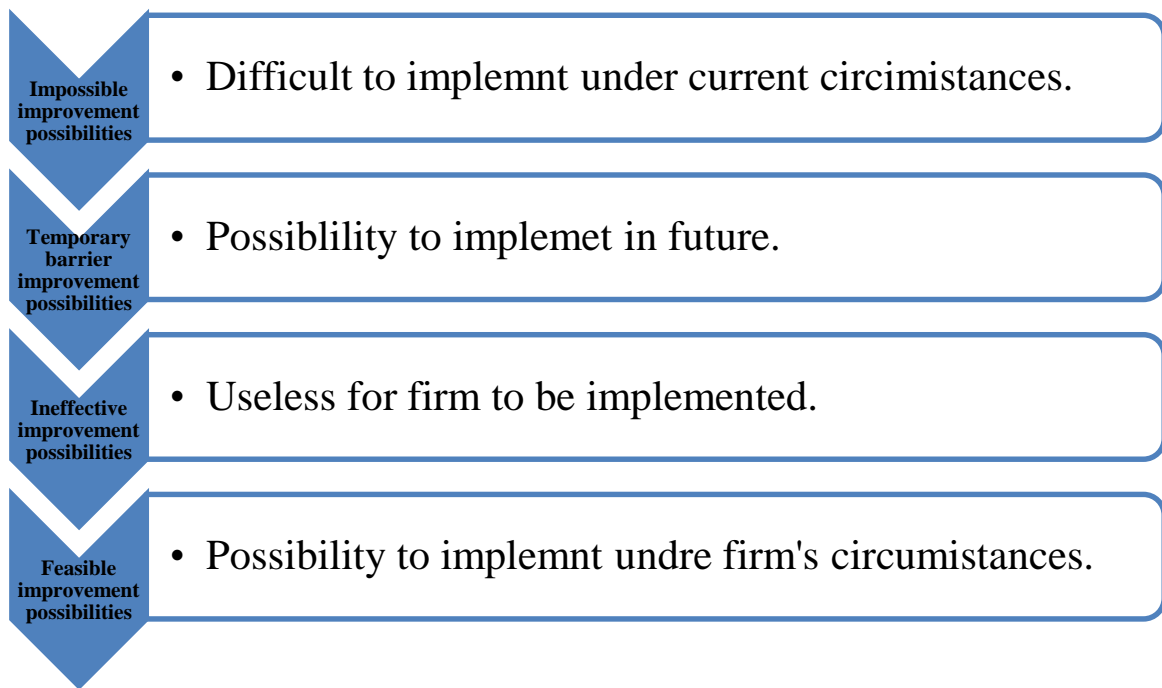 Impossible
improvement
possibilities
• Difficult to implemnt under current circimistances.
Temporary
barrier
improvement
possibilities
• Possiblility to implemet in future.
Ineffective
improvement
possibilities
• Useless for firm to be implemented.
Feasible
improvement
possibilities
• Possibility to implemnt undre firm's circumistances.